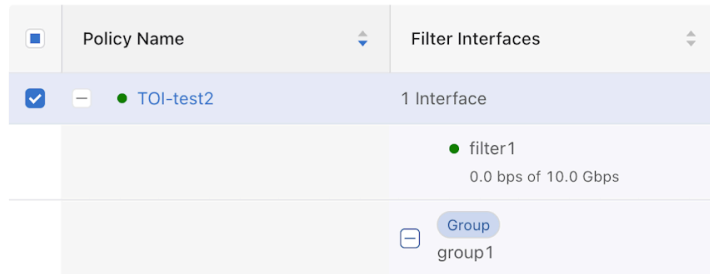 Policy Name
Filter Interfaces
TOI-test2
1 Interface
filter1
0.0 bps of 10.0 Gbps
Group
group1